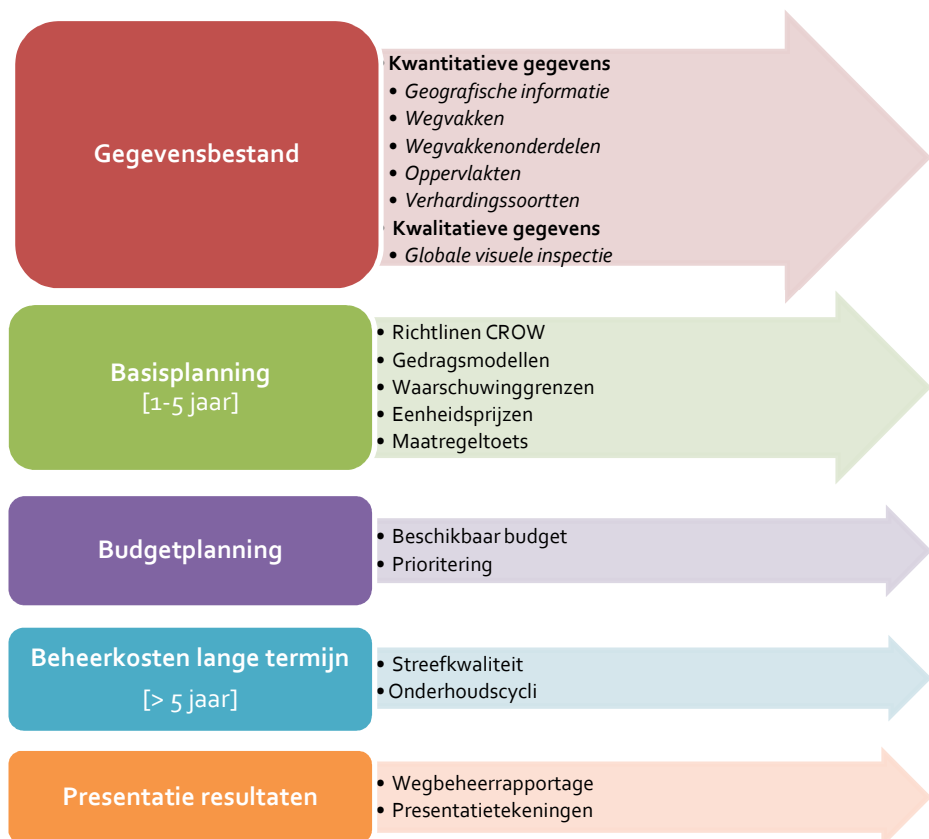 Gegevensbestand
• Kwantitatieve gegevens
• Geografische informatie
• Wegvakken
• Wegvakkenonderdelen
• Oppervlakten
• Verhardingssoortten
• Kwalitatieve gegevens
• Globale visuele inspectie
Basisplanning
[1-5 jaar]
• Richtlinen CROW
• Gedragsmodellen
• Waarschuwinggrenzen
• Eenheidsprijzen
• Maatregeltoets
Budgetplanning
• Beschikbaar budget
• Prioritering
Beheerkosten lange termijn
[> 5 jaar]
• Streefkwaliteit
• Onderhoudscycli
Presentatie resultaten
• Wegbeheerrapportage
• Presentatietekeningen